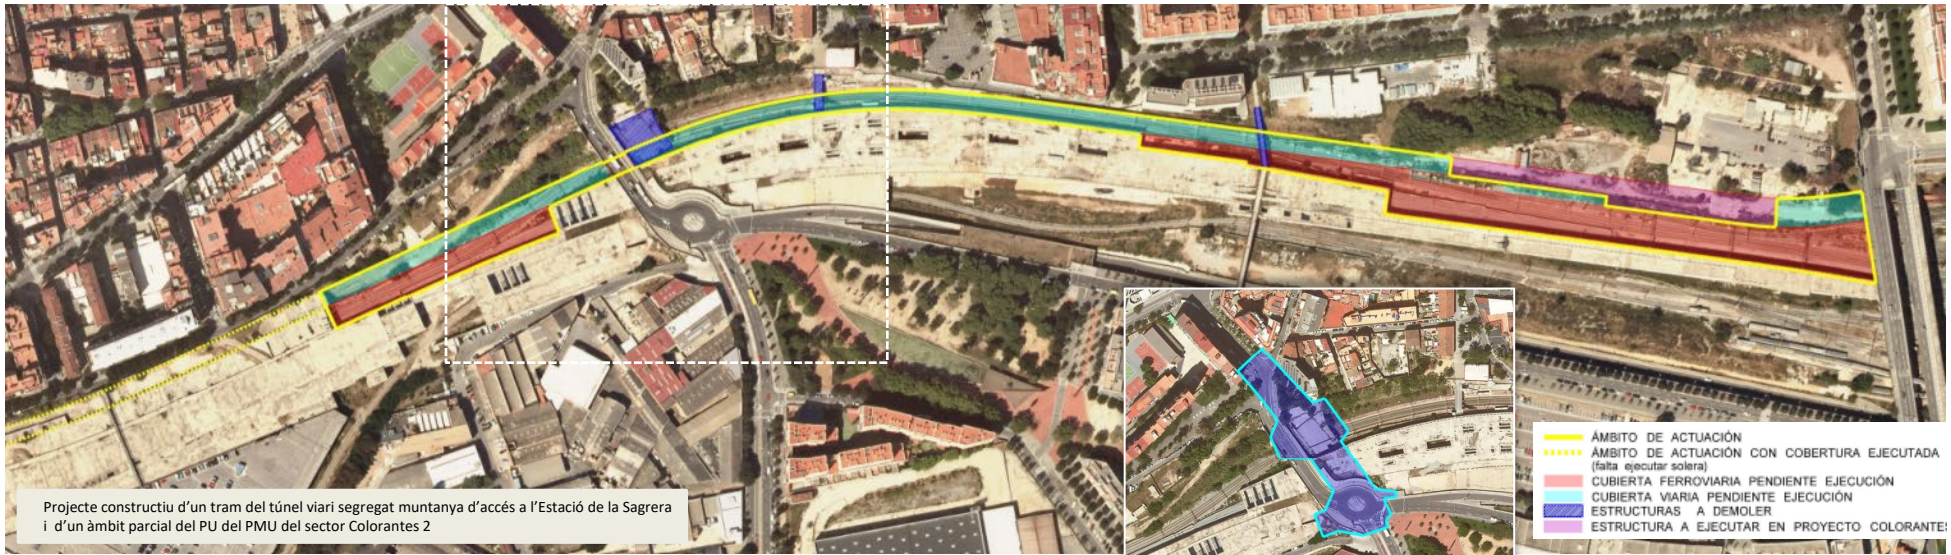 Projecte constructiu d'un tram del túnel viari segregat muntanya d'accés a l'Estació de la Sagrera
i d'un àmbit parcial del PU del PMU del sector Colorantes 2
ÁMBITO DE ACTUACIÓN
ÁMBITO DE ACTUACIÓN CON COBERTURA EJECUTADA
(falta ejecutar solera)
CUBIERTA FERROVIARIA PENDIENTE EJECUCIÓN
CUBIERTA VIARIA PENDIENTE EJECUCIÓN
ESTRUCTURAS A DEMOLER
ESTRUCTURA A EJECUTAR EN PROYECTO COLORANTES